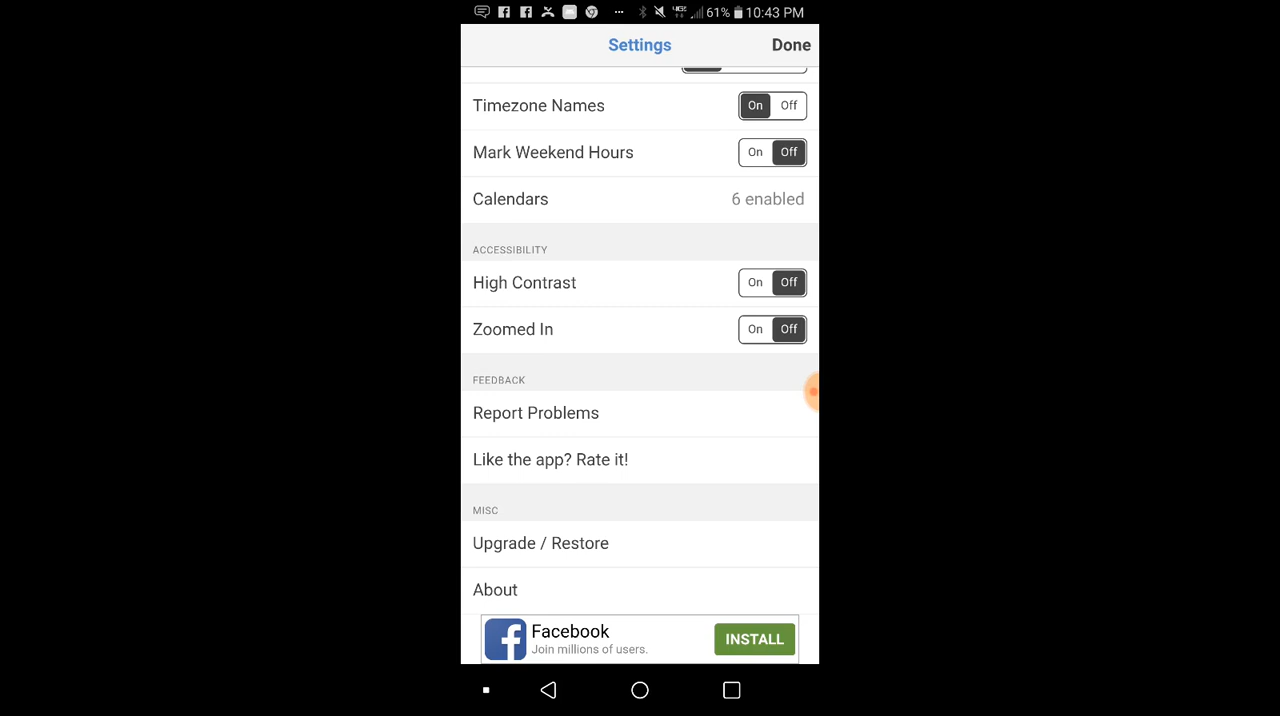 61% 10:43 PM
Settings Done
Timezone Names On Off
Mark Weekend Hours On Off
Calendars 6 enabled
ACCESSIBILITY
High Contrast On Off
Zoomed In On Off
FEEDBACK
Report Problems
Like the app? Rate it!
MISC
Upgrade / Restore
About
Facebook
Join millions of users.
INSTALL